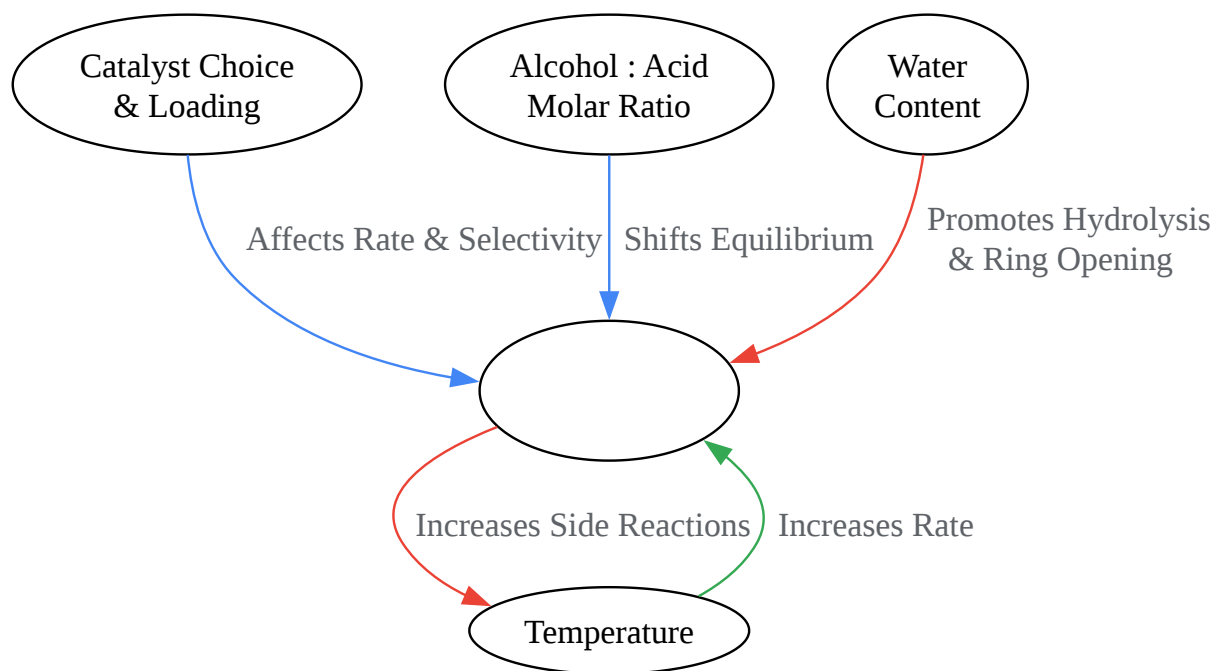 Catalyst Choice
& Loading
Alcohol : Acid
Molar Ratio
Water
Content
Affects Rate & Selectivity
Shifts Equilibrium
Promotes Hydrolysis
& Ring Opening
Increases Side Reactions
Increases Rate
Temperature